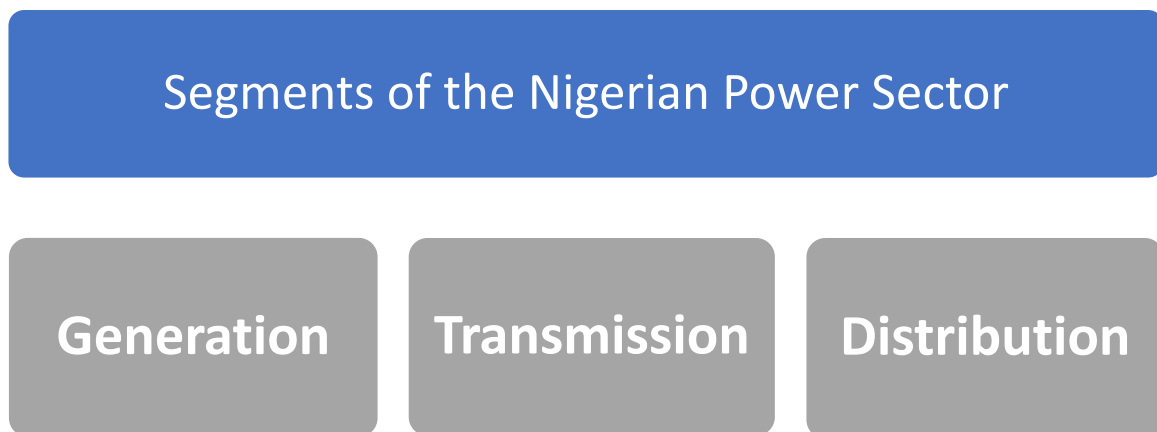 Segments of the Nigerian Power Sector
Generation
Transmission
Distribution